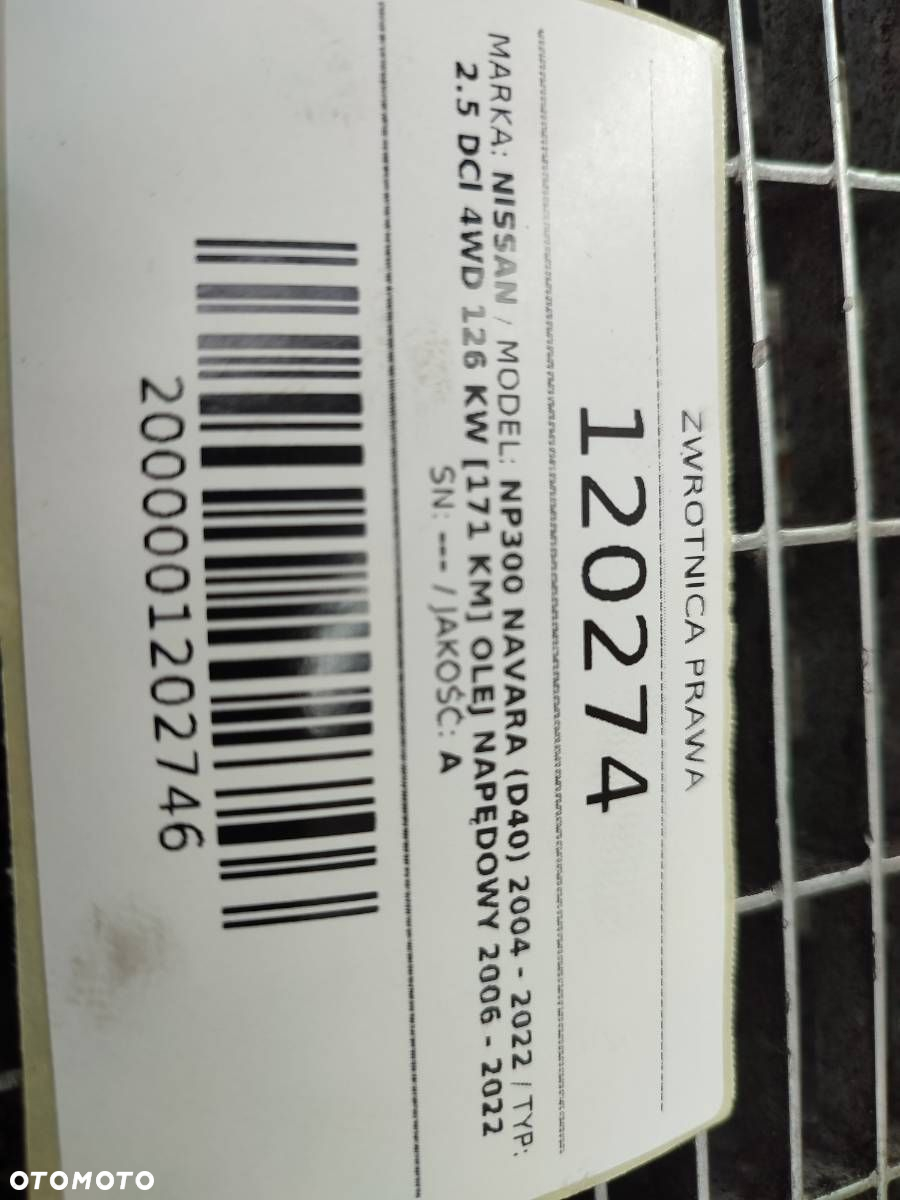 ZWROTNICA PRAWA
120274
MARKA: NISSAN / MODEL: NP300 NAVARA (D40) 2004 - 2022 / TYP:
2.5 DCI 4WD 126 KW [171 KM] OLEJ NAPĘDOWY 2006 - 2022
SN: --- / JAKOŚĆ: A
2000001202746
OTOMOTO